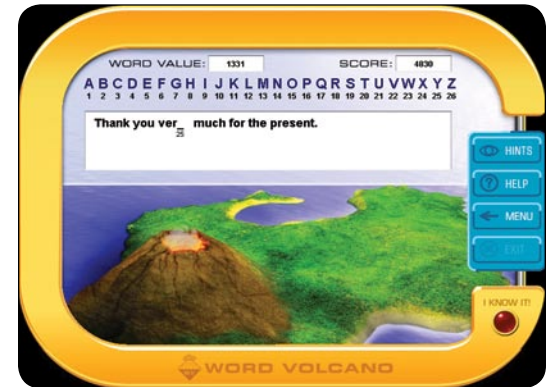 WORD VALUE: 1331 SCORE: 4830
A B C D E F G H I J K L M N O P Q R S T U V W X Y Z
1 2 3 4 5 6 7 8 9 10 11 12 13 14 15 16 17 18 19 20 21 22 23 24 25 26
Thank you ver_ much for the present.
25
HINTS
? HELP
MENU
EXIT
I KNOW IT!
WORD VOLCANO